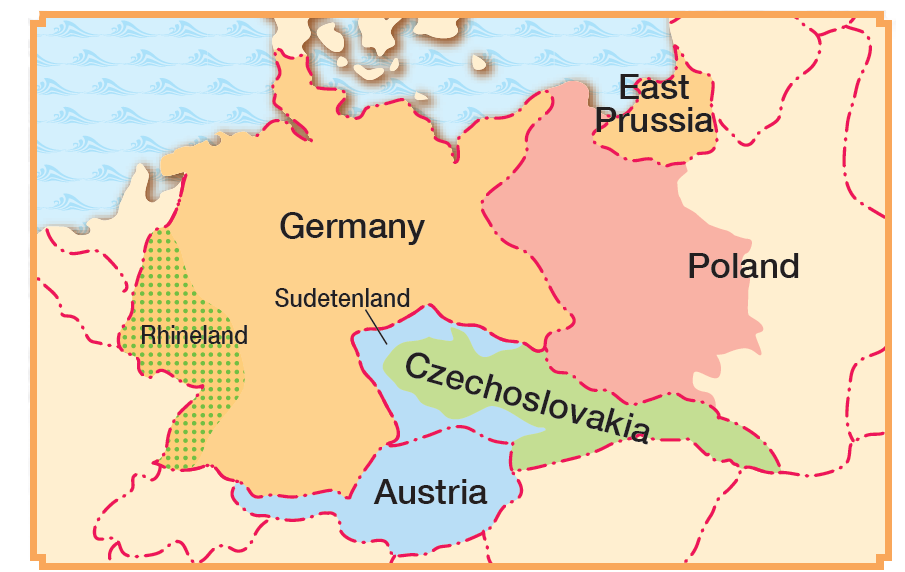 East
Prussia
Germany
Poland
Sudetenland
Rhineland
Czechoslovakia
Austria